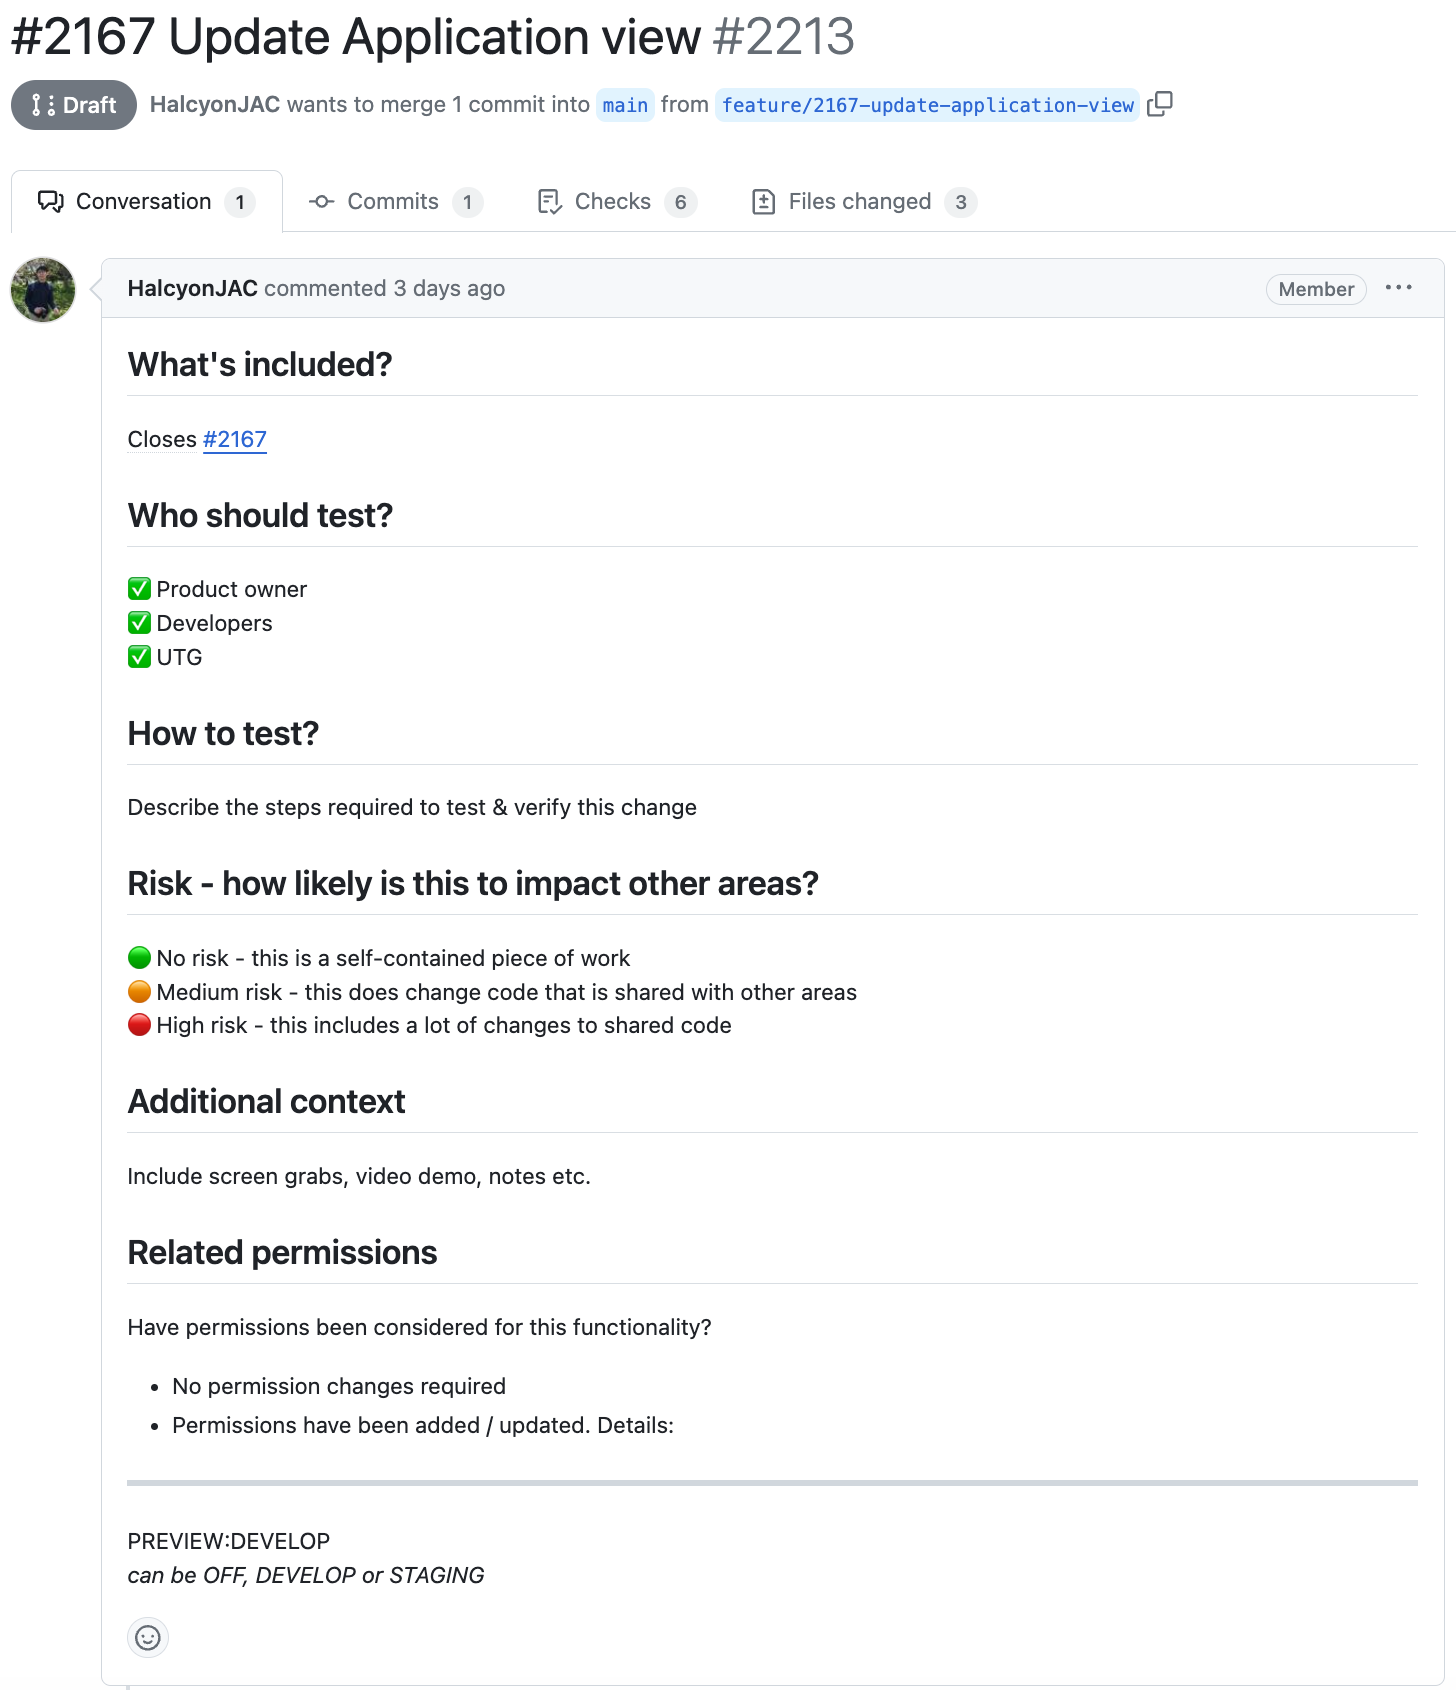 #2167 Update Application view #2213
Draft HalcyonJAC wants to merge 1 commit into main from feature/2167-update-application-view
Conversation 1 Commits 1 Checks 6 Files changed 3
HalcyonJAC commented 3 days ago Member
What's included?
Closes #2167
Who should test?
✅ Product owner
✅ Developers
✅ UTG
How to test?
Describe the steps required to test & verify this change
Risk - how likely is this to impact other areas?
🟢 No risk - this is a self-contained piece of work
🟠 Medium risk - this does change code that is shared with other areas
🔴 High risk - this includes a lot of changes to shared code
Additional context
Include screen grabs, video demo, notes etc.
Related permissions
Have permissions been considered for this functionality?
• No permission changes required
• Permissions have been added / updated. Details:
PREVIEW:DEVELOP
can be OFF, DEVELOP or STAGING